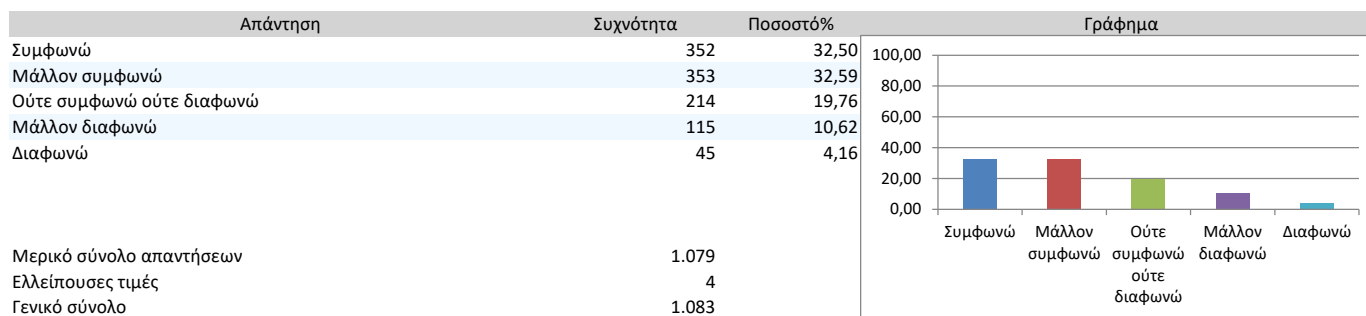 Απάντηση Συχνότητα Ποσοστό% Γράφημα
Συμφωνώ 352 32,50
Μάλλον συμφωνώ 353 32,59
Ούτε συμφωνώ ούτε διαφωνώ 214 19,76
Μάλλον διαφωνώ 115 10,62
Διαφωνώ 45 4,16
Μερικό σύνολο απαντήσεων 1.079
Ελλείπουσες τιμές 4
Γενικό σύνολο 1.083
100,00
80,00
60,00
40,00
20,00
0,00
Συμφωνώ Μάλλον Ούτε Μάλλον Διαφωνώ
συμφωνώ συμφωνώ διαφωνώ
ούτε
διαφωνώ